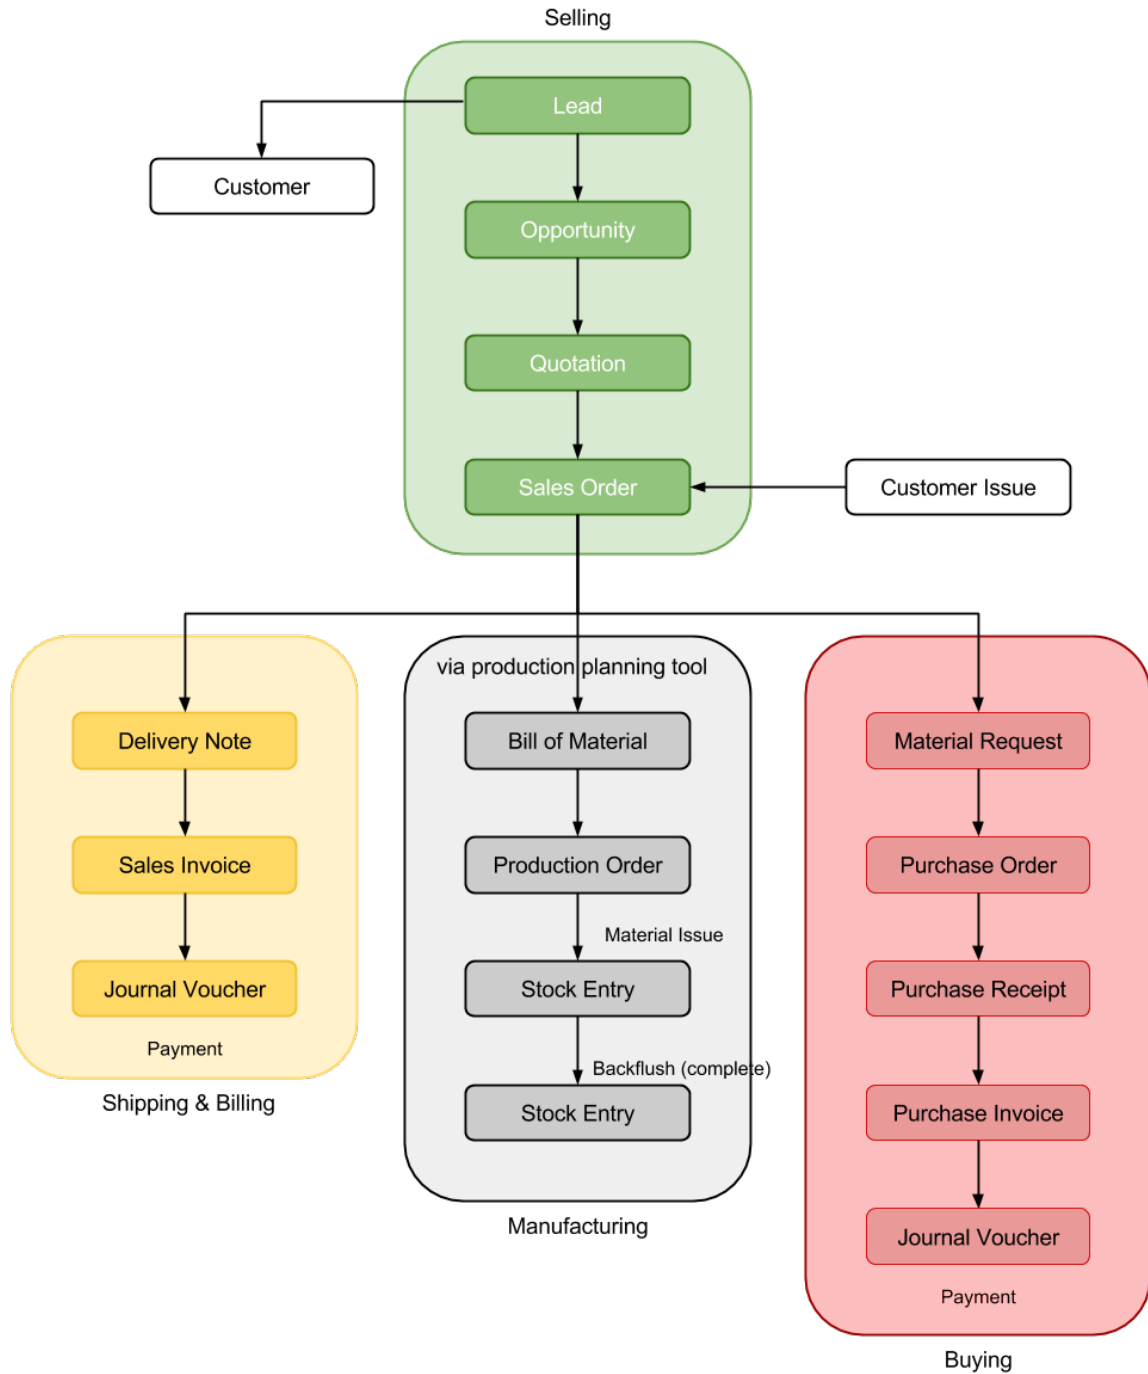 Selling
Lead
Customer
Opportunity
Quotation
Sales Order
Customer Issue
via production planning tool
Delivery Note
Sales Invoice
Journal Voucher
Payment
Shipping & Billing
Bill of Material
Production Order
Material Issue
Stock Entry
Backflush (complete)
Stock Entry
Manufacturing
Material Request
Purchase Order
Purchase Receipt
Purchase Invoice
Journal Voucher
Payment
Buying